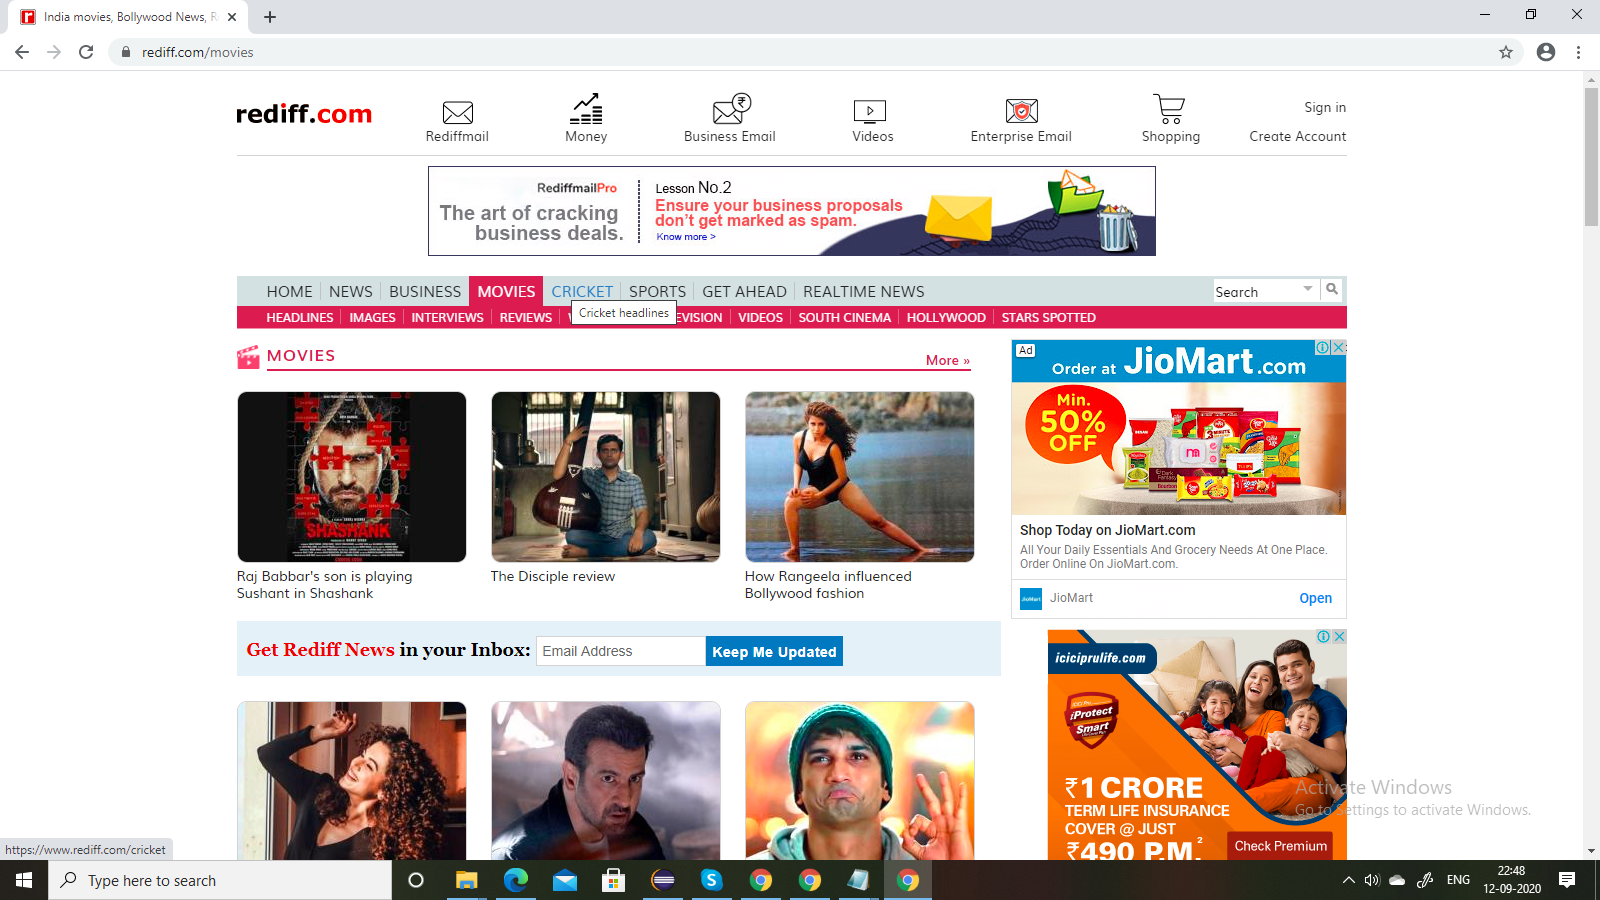 India movies, Bollywood News, R
rediff.com/movies
rediff.com
Rediffmail
Money
Business Email
Videos
Enterprise Email
Shopping
Sign in
Create Account
RediffmailPro
The art of cracking
business deals.
Lesson No.2
Ensure your business proposals
don't get marked as spam.
Know more >
HOME NEWS BUSINESS MOVIES CRICKET SPORTS GET AHEAD REALTIME NEWS
Search
HEADLINES IMAGES INTERVIEWS REVIEWS EVISION VIDEOS SOUTH CINEMA HOLLYWOOD STARS SPOTTED
Cricket headlines
MOVIES
More »
SHASHANK
Raj Babbar's son is playing
Sushant in Shashank
The Disciple review
How Rangeela influenced
Bollywood fashion
Ad
Order at JioMart.com
Min.
50%
OFF
Shop Today on JioMart.com
All Your Daily Essentials And Grocery Needs At One Place.
Order Online On JioMart.com.
JioMart
JioMart
Open
Get Rediff News in your Inbox:
Email Address
Keep Me Updated
iciciprulife.com
iProtect
Smart
₹1 CRORE
TERM LIFE INSURANCE
COVER @ JUST
₹490 P.M.2
Check Premium
Activate Windows
Go to Settings to activate Windows.
https://www.rediff.com/cricket
Type here to search
ENG
22:48
12-09-2020